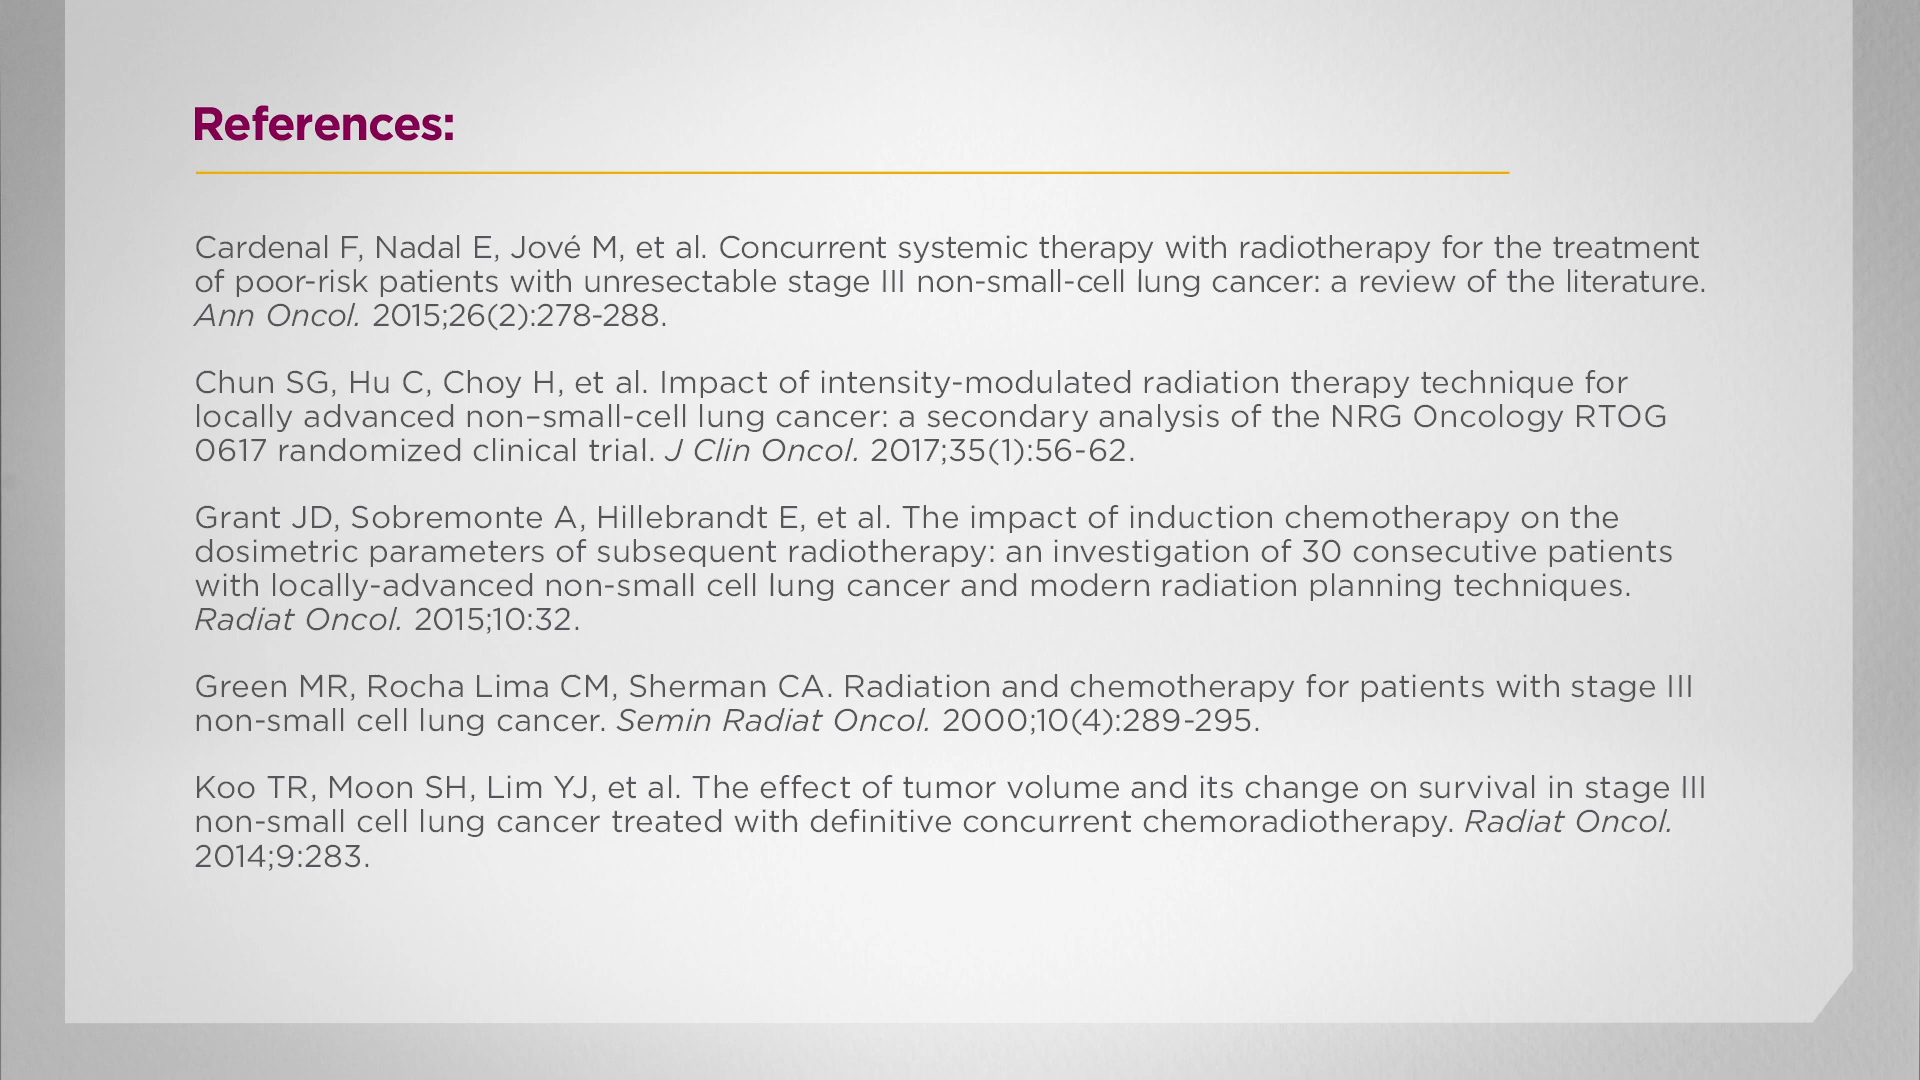 References:
Cardenal F, Nadal E, Jové M, et al. Concurrent systemic therapy with radiotherapy for the treatment
of poor-risk patients with unresectable stage III non-small-cell lung cancer: a review of the literature.
Ann Oncol. 2015;26(2):278-288.
Chun SG, Hu C, Choy H, et al. Impact of intensity-modulated radiation therapy technique for
locally advanced non–small-cell lung cancer: a secondary analysis of the NRG Oncology RTOG
0617 randomized clinical trial. J Clin Oncol. 2017;35(1):56-62.
Grant JD, Sobremonte A, Hillebrandt E, et al. The impact of induction chemotherapy on the
dosimetric parameters of subsequent radiotherapy: an investigation of 30 consecutive patients
with locally-advanced non-small cell lung cancer and modern radiation planning techniques.
Radiat Oncol. 2015;10:32.
Green MR, Rocha Lima CM, Sherman CA. Radiation and chemotherapy for patients with stage III
non-small cell lung cancer. Semin Radiat Oncol. 2000;10(4):289-295.
Koo TR, Moon SH, Lim YJ, et al. The effect of tumor volume and its change on survival in stage III
non-small cell lung cancer treated with definitive concurrent chemoradiotherapy. Radiat Oncol.
2014;9:283.